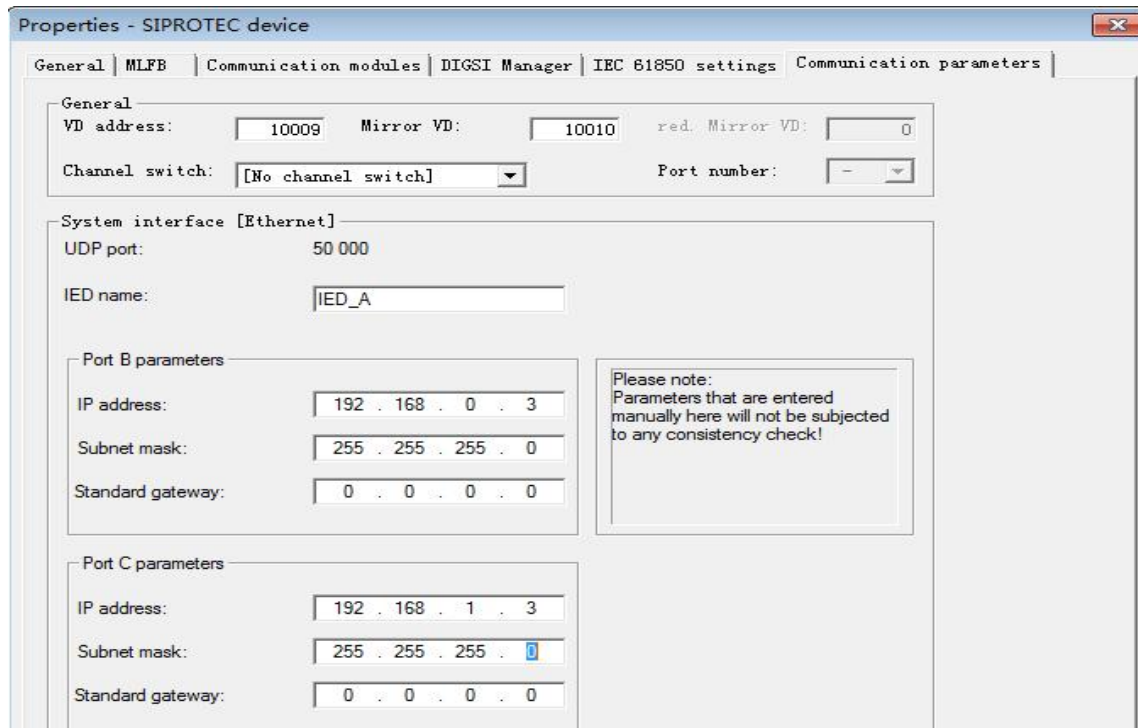 Properties - SIPROTEC device
General | MLFB | Communication modules | DIGSI Manager | IEC 61850 settings Communication parameters
General
VD address: 10009 Mirror VD: 10010 red. Mirror VD: 0
Channel switch: [No channel switch] Port number: -
System interface [Ethernet]
UDP port: 50 000
IED name: IED_A
Port B parameters
IP address: 192 . 168 . 0 . 3
Subnet mask: 255 . 255 . 255 . 0
Standard gateway: 0 . 0 . 0 . 0
Please note:
Parameters that are entered
manually here will not be subjected
to any consistency check!
Port C parameters
IP address: 192 . 168 . 1 . 3
Subnet mask: 255 . 255 . 255 . 0
Standard gateway: 0 . 0 . 0 . 0